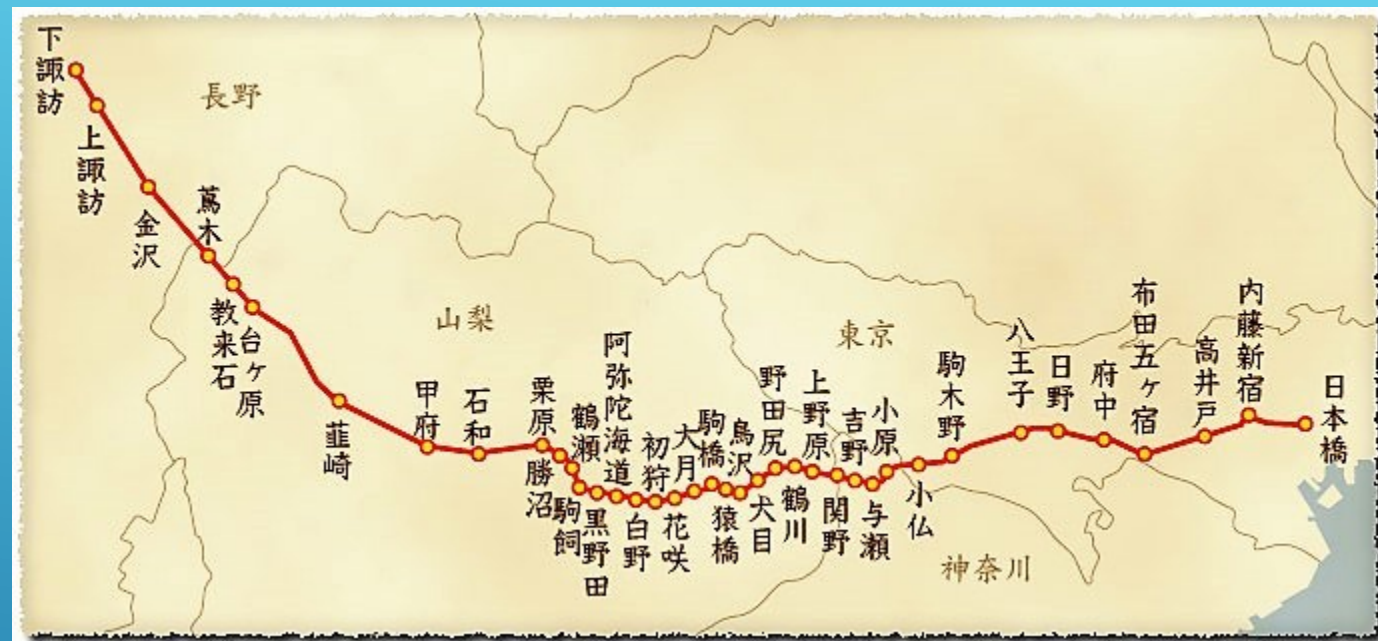 下諏訪
上諏訪
長野
金沢
蔦木
教来石
台ヶ原
韮崎
山梨
甲府
石和
栗原
勝沼
鶴瀬
駒飼
黒野田
阿弥陀海道
白野
初狩
花咲
大月
駒橋
猿橋
鳥沢
犬目
野田尻
鶴川
上野原
関野
吉野
与瀬
小原
小仏
東京
駒木野
神奈川
八王子
日野
府中
布田五ヶ宿
高井戸
内藤新宿
日本橋